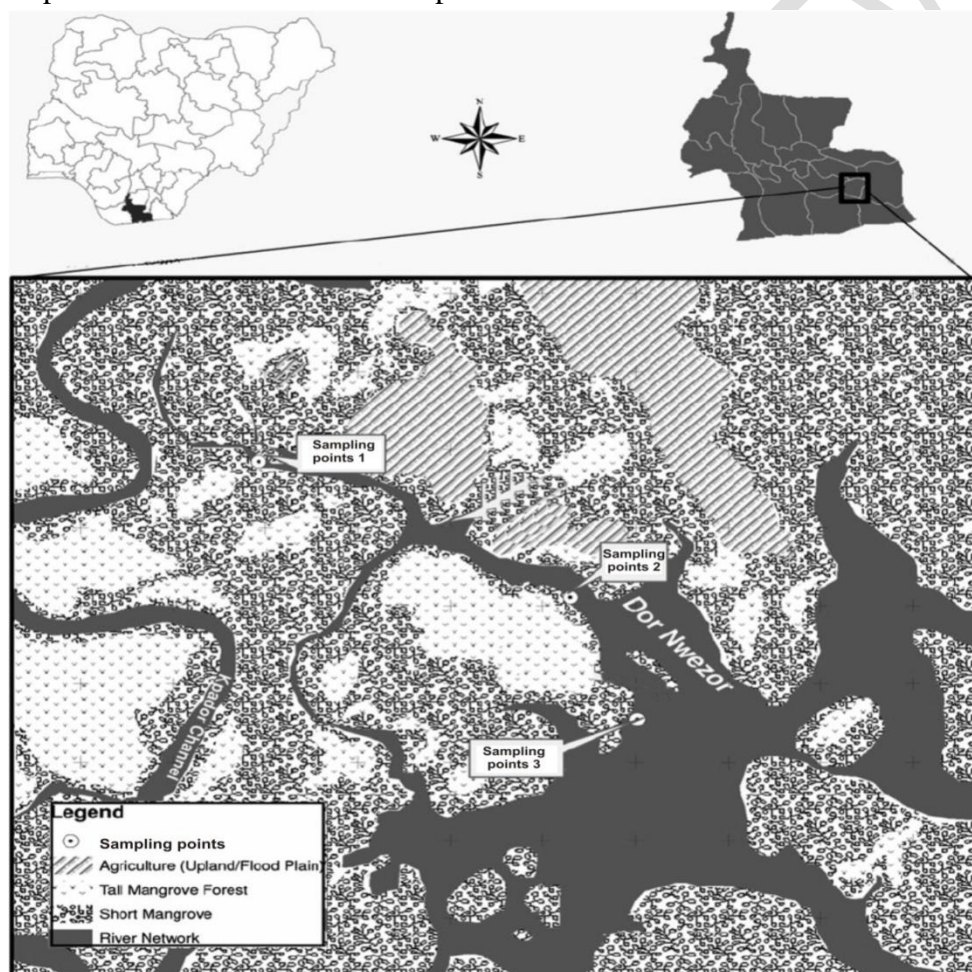 N
W
E
S
Sampling
points 1
Sampling
points 2
Dor Nwezor
Sampling
points 3
Channel
Legend
Sampling points
Agriculture (Upland/Flood Plain)
Tall Mangrove Forest
Short Mangrove
River Network